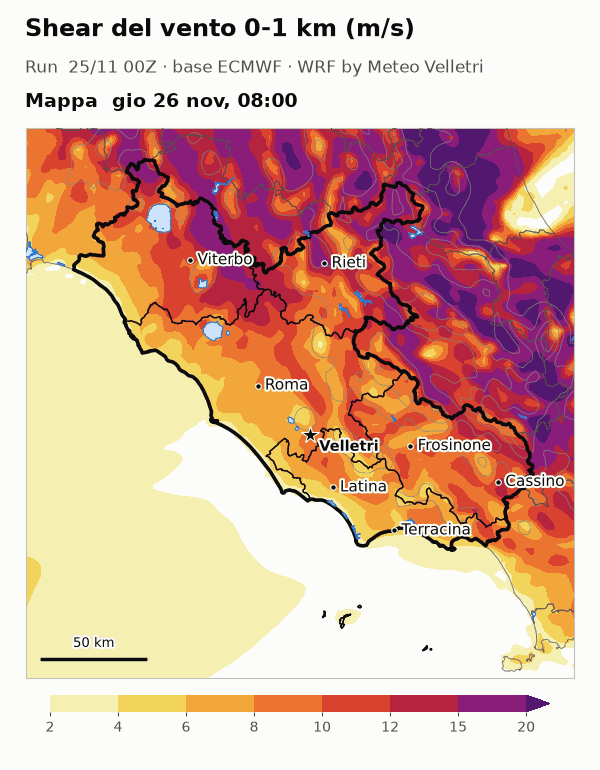 Shear del vento 0-1 km (m/s)
Run  25/11 00Z · base ECMWF · WRF by Meteo Velletri
Mappa  gio 26 nov, 08:00
Viterbo
Rieti
Roma
Velletri
Frosinone
Cassino
Latina
Terracina
50 km
2 4 6 8 10 12 15 20